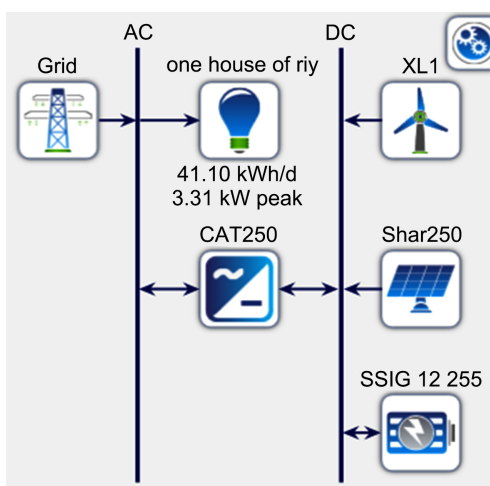 AC
DC
Grid
one house of riy
XL1
41.10 kWh/d
3.31 kW peak
CAT250
Shar250
SSIG 12 255